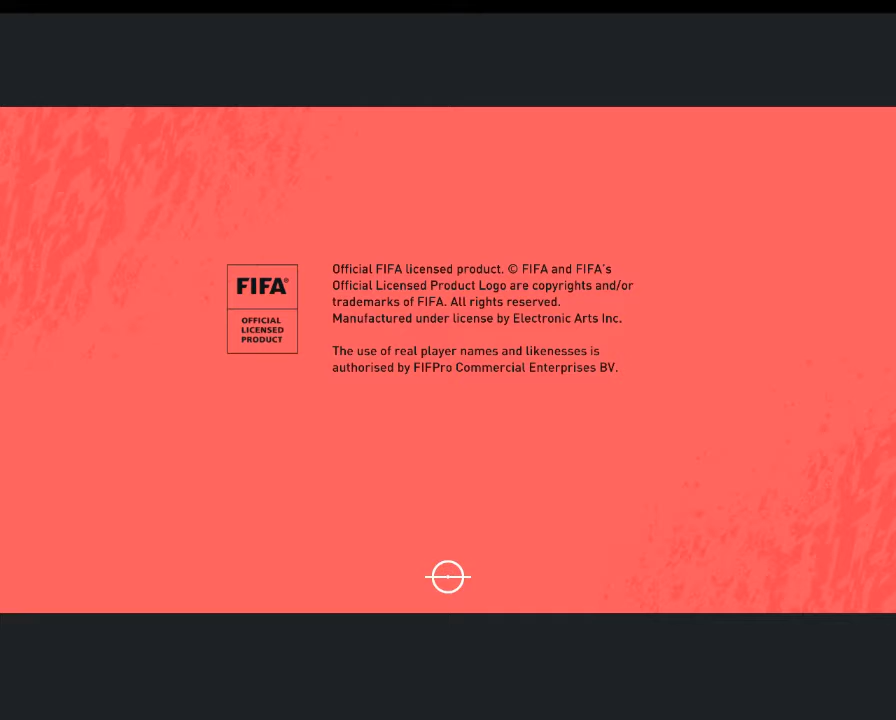 FIFA®
OFFICIAL
LICENSED
PRODUCT
Official FIFA licensed product. © FIFA and FIFA's
Official Licensed Product Logo are copyrights and/or
trademarks of FIFA. All rights reserved.
Manufactured under license by Electronic Arts Inc.
The use of real player names and likenesses is
authorised by FIFPro Commercial Enterprises BV.